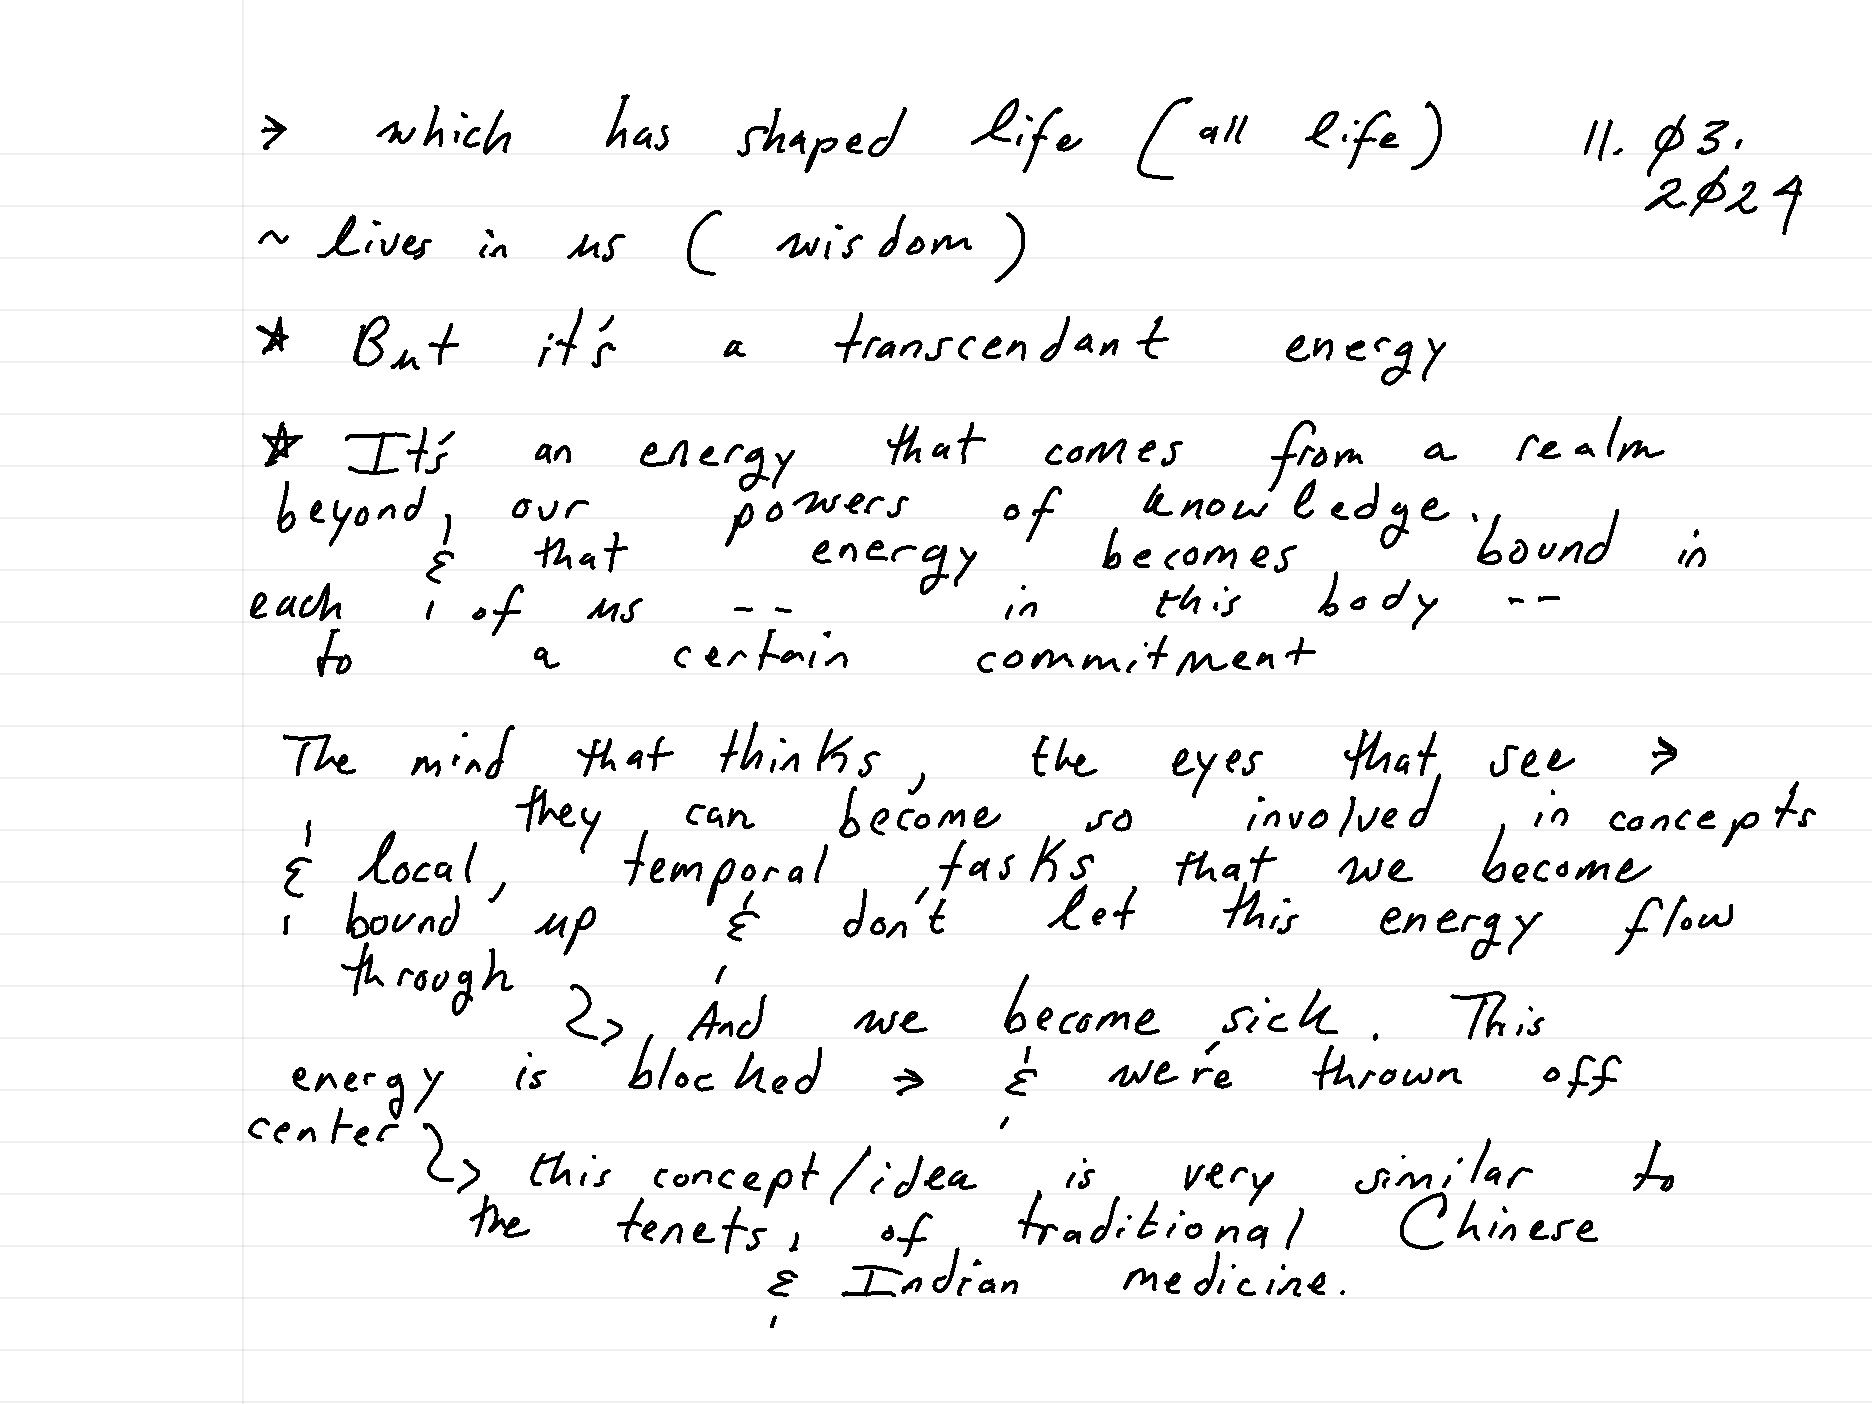 → which has shaped life (all life) 11. ø3.
2ø24
~ lives in us (wisdom)
☆ But it's a transcendant energy
☆ It's an energy that comes from a realm
beyond our powers of knowledge.
& that energy becomes bound in
each of us -- in this body --
to a certain commitment
The mind that thinks, the eyes that see →
they can become so involved in concepts
& local, temporal tasks that we become
bound up & don't let this energy flow
through
↳ And we become sick. This
energy is blocked → & we're thrown off
center
↳ this concept/idea is very similar to
the tenets of traditional Chinese
& Indian medicine.